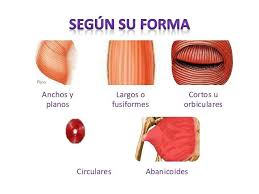 SEGÚN SU FORMA
Anchos y planos
Largos o fusiformes
Cortos u orbiculares
Circulares
Abanicoides